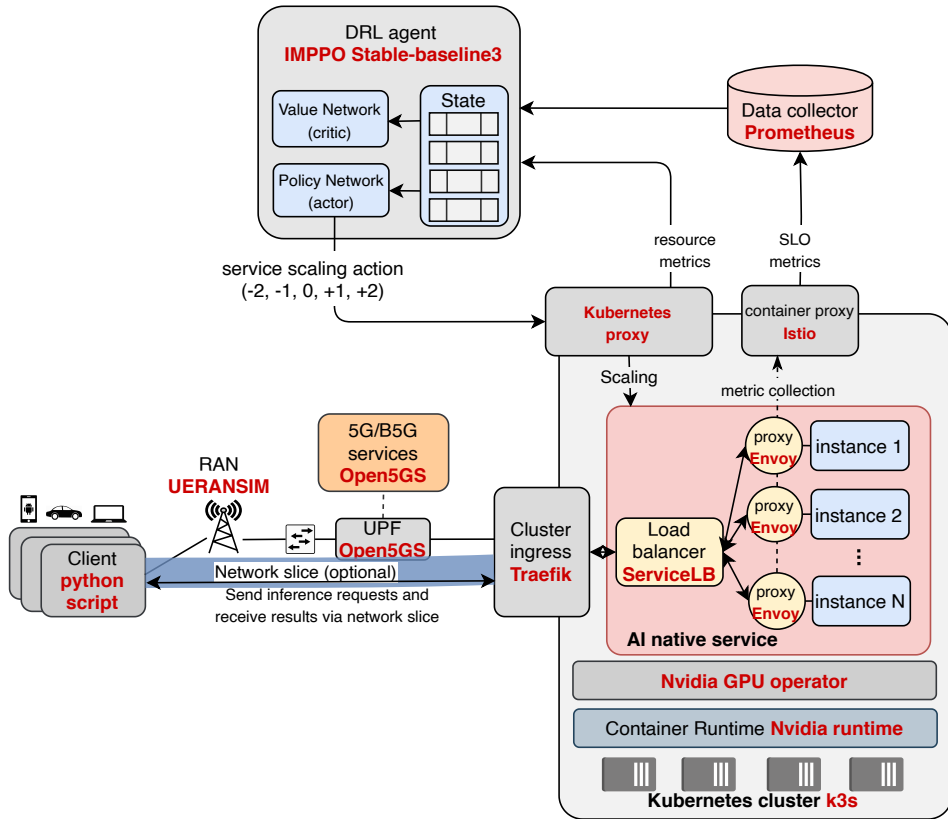 DRL agent
IMPPO Stable-baseline3
Value Network
(critic)
State
Policy Network
(actor)
Data collector
Prometheus
service scaling action
(-2, -1, 0, +1, +2)
resource
metrics
SLO
metrics
Kubernetes
proxy
container proxy
Istio
Scaling
metric collection
5G/B5G
services
Open5GS
RAN
UERANSIM
UPF
Open5GS
Client
python
script
Network slice (optional)
Send inference requests and
receive results via network slice
Cluster
ingress
Traefik
Load
balancer
ServiceLB
proxy
Envoy
instance 1
proxy
Envoy
instance 2
...
proxy
Envoy
instance N
AI native service
Nvidia GPU operator
Container Runtime Nvidia runtime
Kubernetes cluster k3s